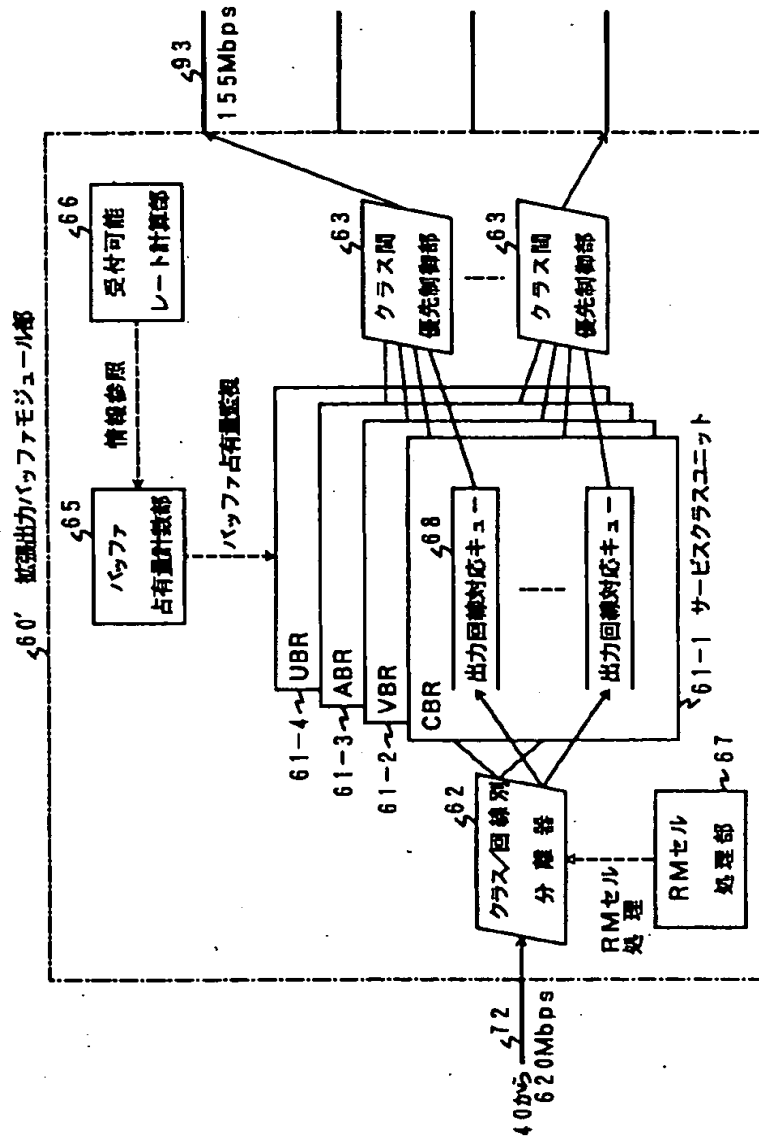 60' 拡張出力バッファモジュール部
65
バッファ
占有量計数部
情報参照
66
受付可能
レート計算部
バッファ占有量監視
93
155Mbps
61-4
UBR
61-3
ABR
61-2
VBR
CBR
68
出力回線対応キュー
出力回線対応キュー
61-1 サービスクラスユニット
63
クラス間
優先制御部
63
クラス間
優先制御部
62
クラス/回線別
分離器
RMセル
処理
RMセル
処理部
67
72
40から
620Mbps